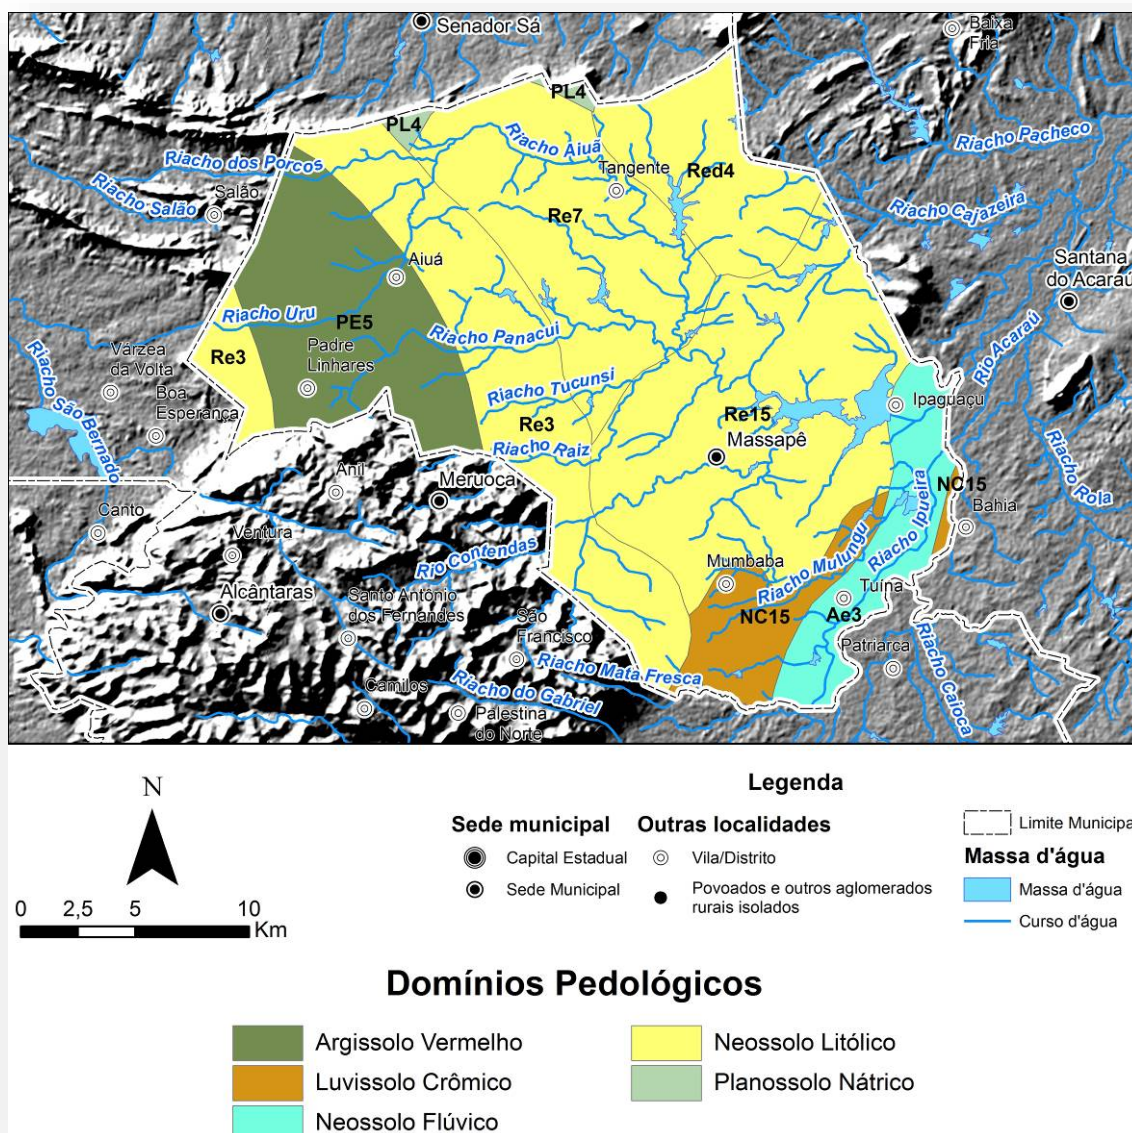 Senador Sá
Baixa
Fria
PL4
PL4
Riacho Pacheco
Riacho Aiuá
Riacho dos Porcos
Tangente
Red4
Salão
Riacho Salão
Riacho Cajazeira
Re7
Aiuá
Santana
do Acaraú
Riacho Uru
PE5
Riacho Panacui
Rio Acaraú
Re3
Padre
Linhares
Várzea
da Volta
Riacho São Bernado
Boa
Esperança
Riacho Tucunsi
Ipaguaçu
Re3
Re15
Riacho Raiz
Massapê
Riacho Rola
Anil
Meruoca
NC15
Bahia
Canto
Riacho Ipueira
Ventura
Rio Contendas
Mumbaba
Riacho Mulungu
Tuína
Alcântaras
Santo Antônio
dos Fernandes
São
Francisco
NC15
Ae3
Patriarca
Riacho Caioca
Riacho Mata Fresca
Camilos
Riacho do Gabriel
Palestina
do Norte
N
0 2,5 5 10
Km
Legenda
Sede municipal
Capital Estadual
Sede Municipal
Outras localidades
Vila/Distrito
Povoados e outros aglomerados
rurais isolados
Limite Municipa
Massa d'água
Massa d'água
Curso d'água
Domínios Pedológicos
Argissolo Vermelho
Luvissolo Crômico
Neossolo Flúvico
Neossolo Litólico
Planossolo Nátrico